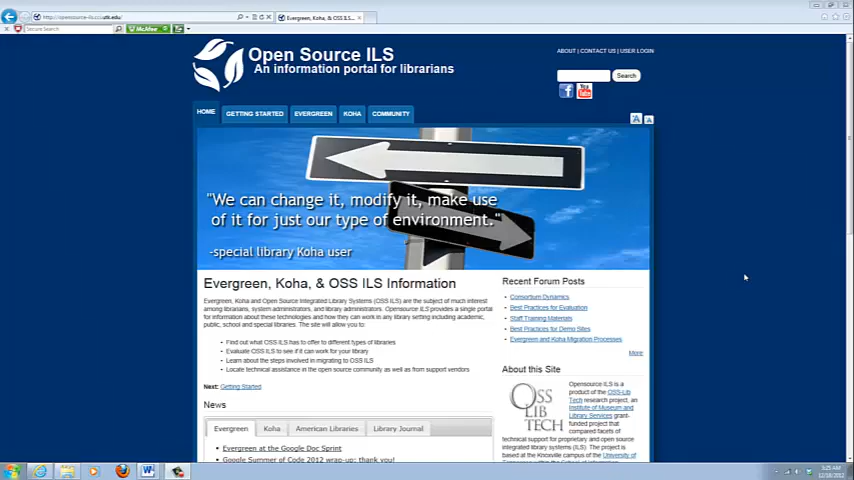 http://opensource-ils.cci.utk.edu/
Evergreen, Koha, & OSS ILS...
Secure Search
McAfee
Open Source ILS
An information portal for librarians
ABOUT | CONTACT US | USER LOGIN
Search
You Tube
HOME
GETTING STARTED
EVERGREEN
KOHA
COMMUNITY
A
A
"We can change it, modify it, make use
of it for just our type of environment."
-special library Koha user
Evergreen, Koha, & OSS ILS Information
Evergreen, Koha and Open Source Integrated Library Systems (OSS ILS) are the subject of much interest
among librarians, system administrators, and library administrators. Opensource ILS provides a single portal
for information about these technologies and how they can work in any library setting including academic,
public, school and special libraries. The site will allow you to:
Find out what OSS ILS has to offer to different types of libraries
Evaluate OSS ILS to see if it can work for your library
Learn about the steps involved in migrating to OSS ILS
Locate technical assistance in the open source community as well as from support vendors
Next: Getting Started
News
Evergreen
Koha
American Libraries
Library Journal
Evergreen at the Google Doc Sprint
Google Summer of Code 2012 wrap-up: thank you!
Recent Forum Posts
Consortium Dynamics
Best Practices for Evaluation
Staff Training Materials
Best Practices for Demo Sites
Evergreen and Koha Migration Processes
More
About this Site
OSS LIB TECH
Opensource ILS is a
product of the OSS-Lib
Tech research project, an
Institute of Museum and
Library Services grant-
funded project that
compared facets of
technical support for proprietary and open source
integrated library systems (ILS). The project is
based at the Knoxville campus of the University of
9:25 AM
12/18/2012